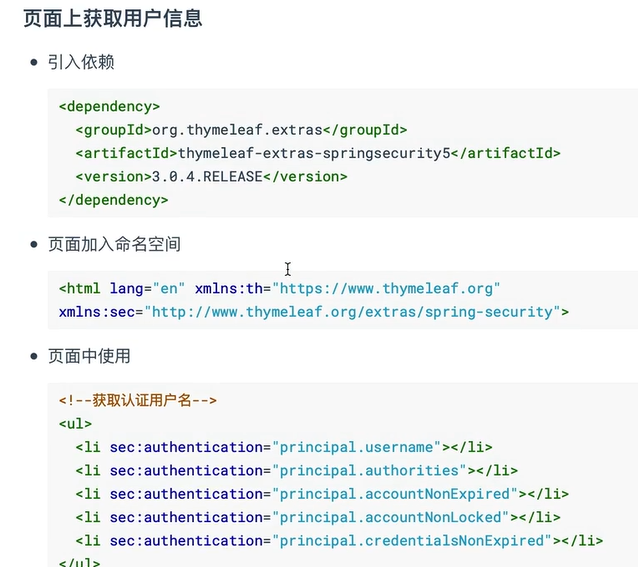 页面上获取用户信息
引入依赖
<dependency>
<groupId>org.thymeleaf.extras</groupId>
<artifactId>thymeleaf-extras-springsecurity5</artifactId>
<version>3.0.4.RELEASE</version>
</dependency>
页面加入命名空间
<html lang="en" xmlns:th="https://www.thymeleaf.org"
xmlns:sec="http://www.thymeleaf.org/extras/spring-security">
页面中使用
<!--获取认证用户名-->
<ul>
<li sec:authentication="principal.username"></li>
<li sec:authentication="principal.authorities"></li>
<li sec:authentication="principal.accountNonExpired"></li>
<li sec:authentication="principal.accountNonLocked"></li>
<li sec:authentication="principal.credentialsNonExpired"></li>
</ul>